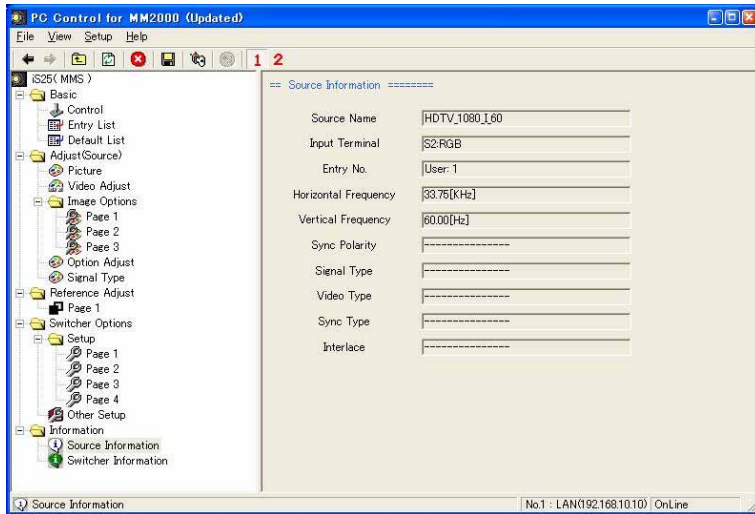 PC Control for MM2000 (Updated)
File View Setup Help
1 2
iS25( MMS )
Basic
Control
Entry List
Default List
Adjust(Source)
Picture
Video Adjust
Image Options
Page 1
Page 2
Page 3
Option Adjust
Signal Type
Reference Adjust
Page 1
Switcher Options
Setup
Page 1
Page 2
Page 3
Page 4
Other Setup
Information
Source Information
Switcher Information
== Source Information ========
Source Name HDTV_1080_I_60
Input Terminal S2:RGB
Entry No. User: 1
Horizontal Frequency 33.75[KHz]
Vertical Frequency 60.00[Hz]
Sync Polarity ---------------
Signal Type ---------------
Video Type ---------------
Sync Type ---------------
Interlace ---------------
Source Information No.1 : LAN(192.168.10.10) OnLine